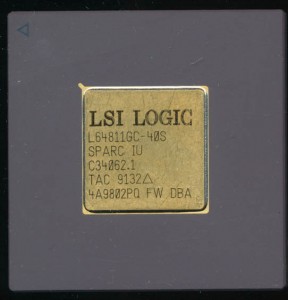 LSI LOGIC
L64811GC-40S
SPARC IU
C34062.1
TAC 9132△
4A9802PQ FW DBA